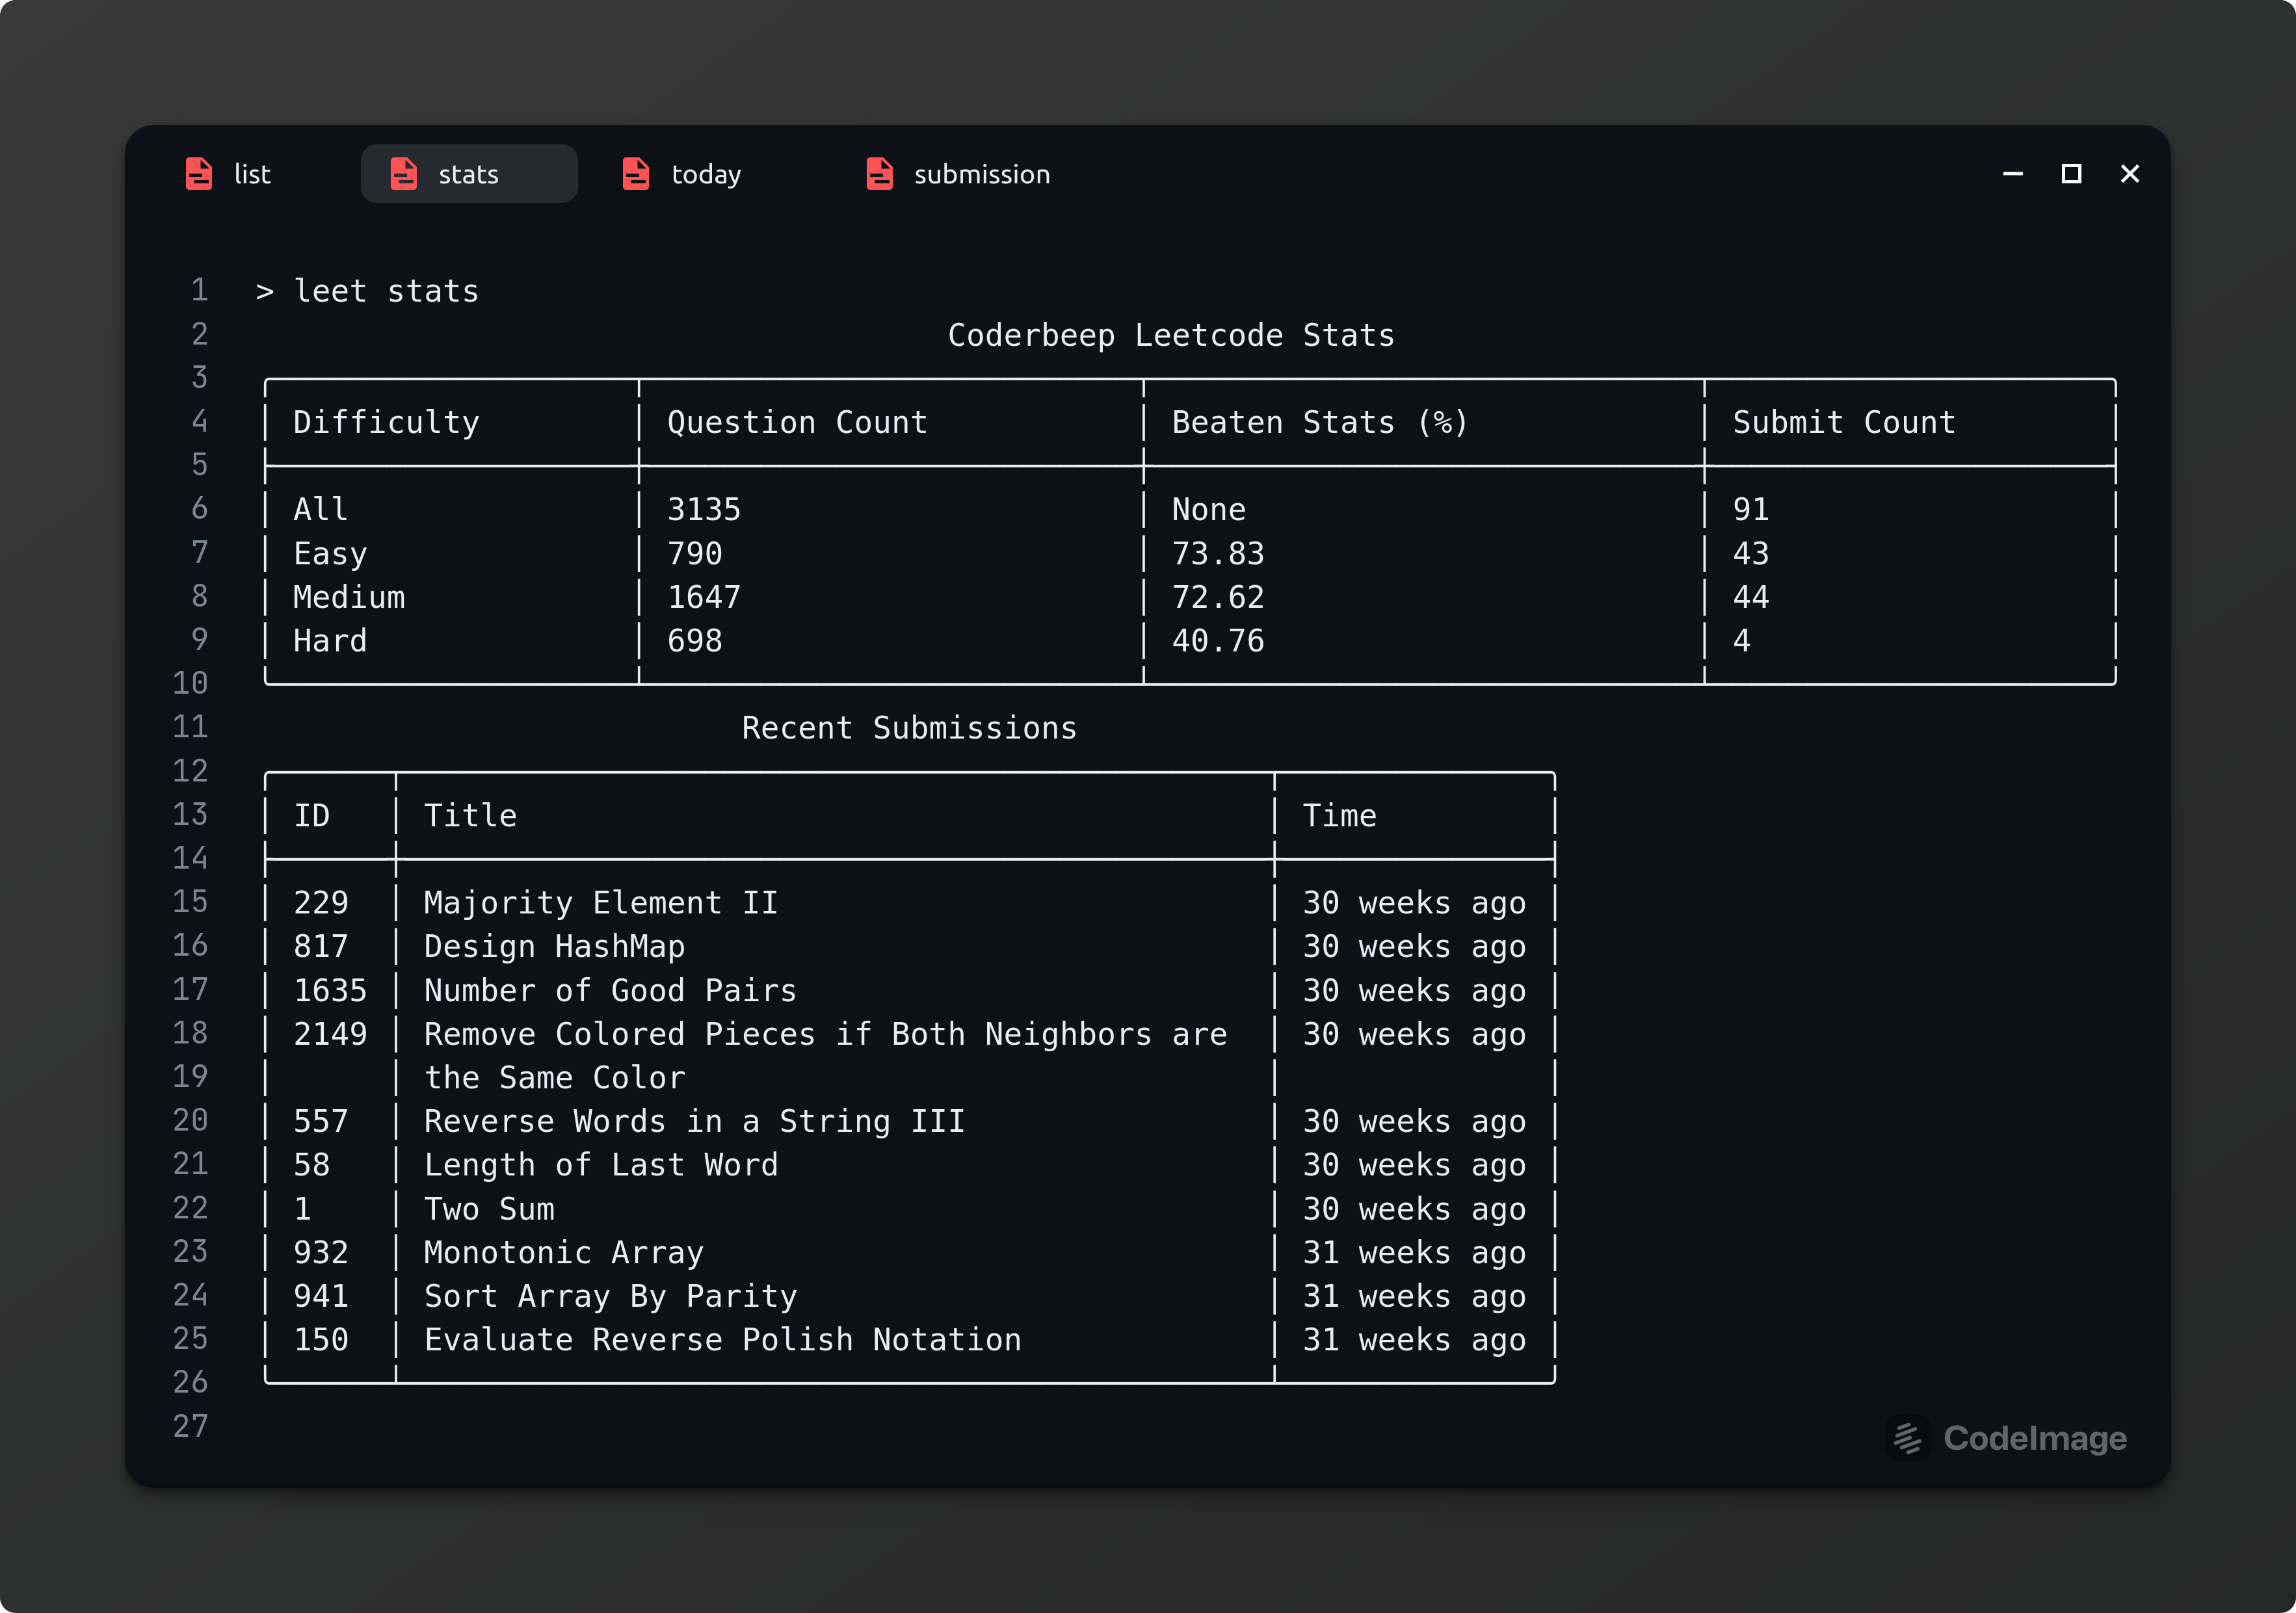 list stats today submission
1 > leet stats
2 Coderbeep Leetcode Stats
3
4 Difficulty Question Count Beaten Stats (%) Submit Count
5
6 All 3135 None 91
7 Easy 790 73.83 43
8 Medium 1647 72.62 44
9 Hard 698 40.76 4
10
11 Recent Submissions
12
13 ID Title Time
14
15 229 Majority Element II 30 weeks ago
16 817 Design HashMap 30 weeks ago
17 1635 Number of Good Pairs 30 weeks ago
18 2149 Remove Colored Pieces if Both Neighbors are 30 weeks ago
19 the Same Color
20 557 Reverse Words in a String III 30 weeks ago
21 58 Length of Last Word 30 weeks ago
22 1 Two Sum 30 weeks ago
23 932 Monotonic Array 31 weeks ago
24 941 Sort Array By Parity 31 weeks ago
25 150 Evaluate Reverse Polish Notation 31 weeks ago
26
27
CodeImage